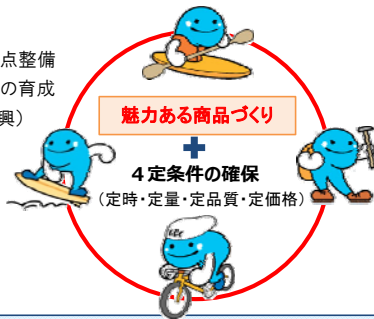 点整備
の育成
興）
魅力ある商品づくり
+
４定条件の確保
（定時・定量・定品質・定価格）